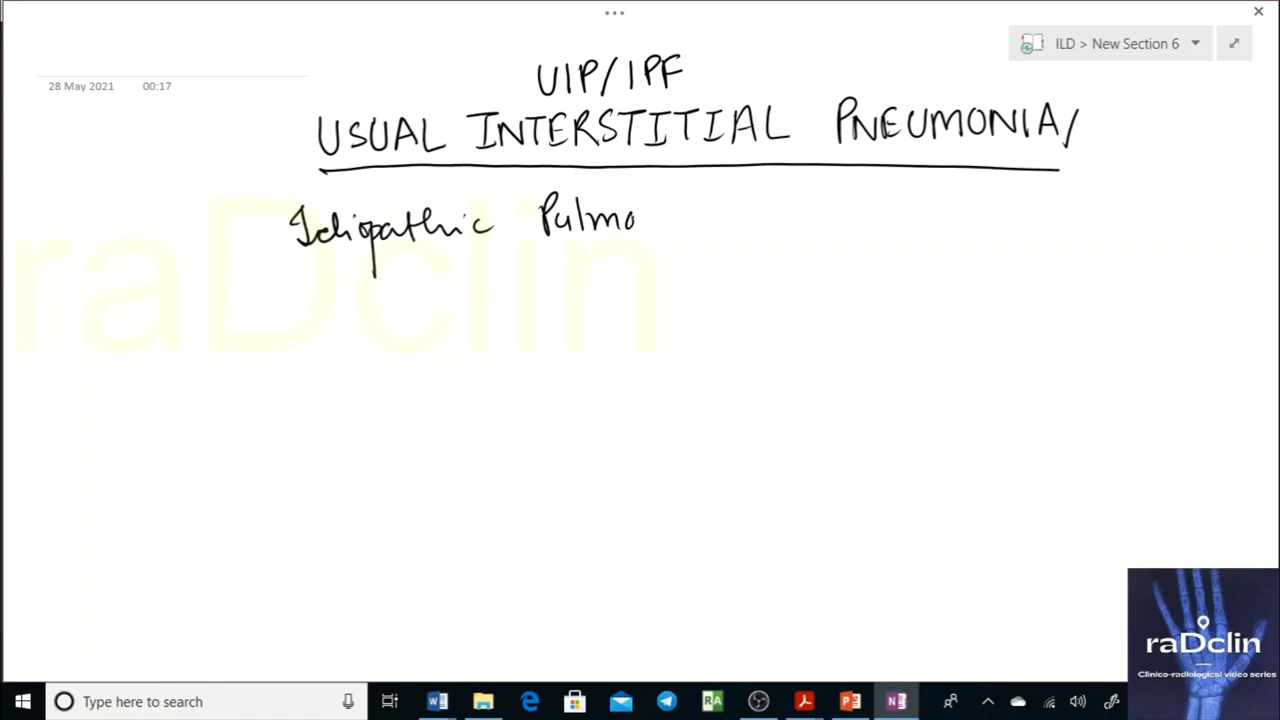 ILD > New Section 6
28 May 2021 00:17
UIP/IPF
USUAL INTERSTITIAL PNEUMONIA/
Idiopathic Pulmo
raDclin
raDclin
Clinico-radiological video series
Type here to search